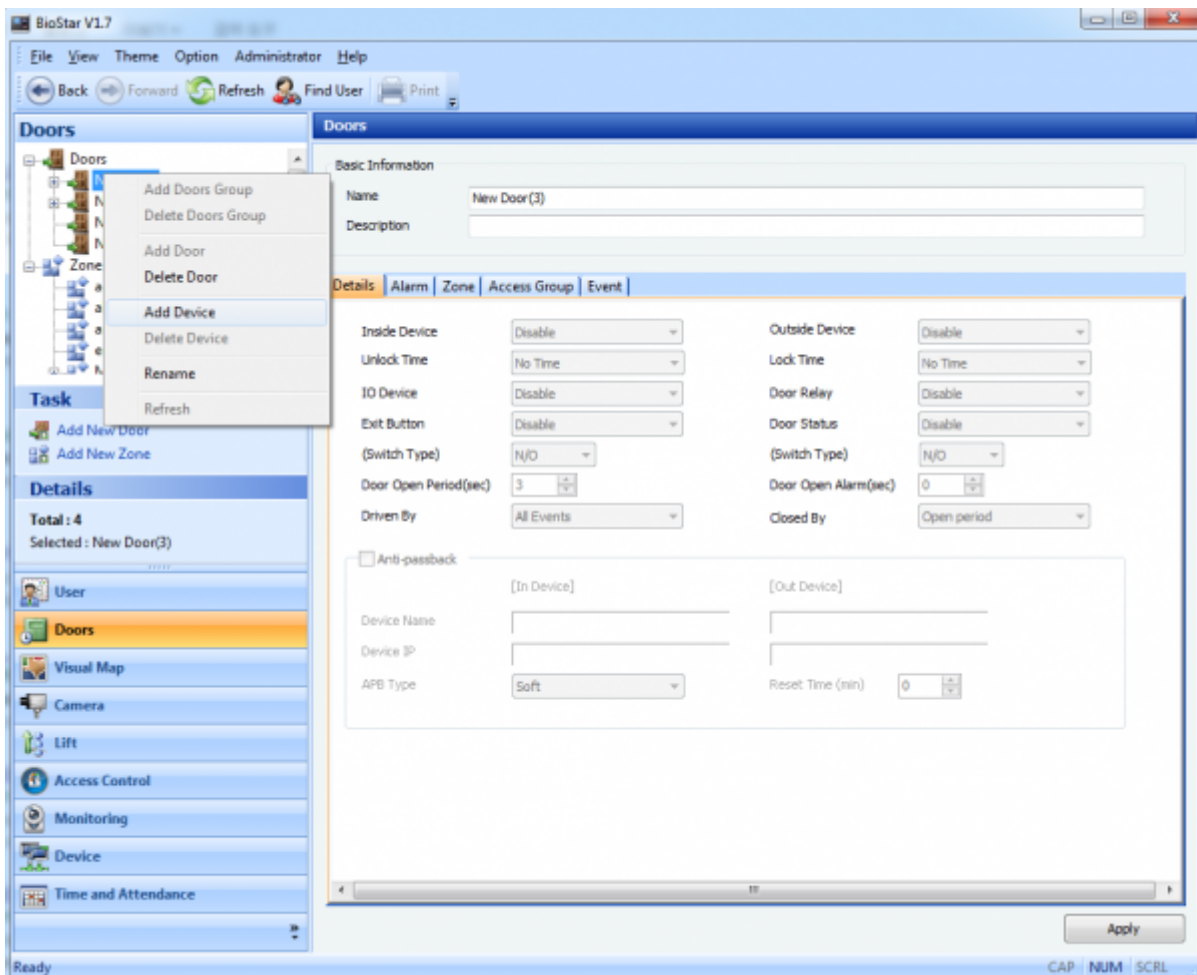 BioStar V1.7
File View Theme Option Administrator Help
Back Forward Refresh Find User Print
Doors
Doors
N
N
N
N
Zone
a
a
a
e
Add Doors Group
Delete Doors Group
Add Door
Delete Door
Add Device
Delete Device
Rename
Refresh
Task
Add New Door
Add New Zone
Details
Total : 4
Selected : New Door(3)
User
Doors
Visual Map
Camera
Lift
Access Control
Monitoring
Device
Time and Attendance
Doors
Basic Information
Name New Door(3)
Description
Details Alarm Zone Access Group Event
Inside Device Disable Outside Device Disable
Unlock Time No Time Lock Time No Time
IO Device Disable Door Relay Disable
Exit Button Disable Door Status Disable
(Switch Type) N/O (Switch Type) N/O
Door Open Period(sec) 3 Door Open Alarm(sec) 0
Driven By All Events Closed By Open period
Anti-passback
[In Device] [Out Device]
Device Name
Device IP
APB Type Soft Reset Time (min) 0
Apply
Ready CAP NUM SCRL